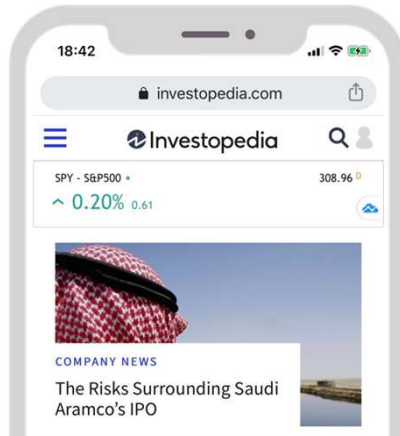 18:42
investopedia.com
Investopedia
SPY - S&P500
308.96 D
0.20% 0.61
COMPANY NEWS
The Risks Surrounding Saudi
Aramco's IPO